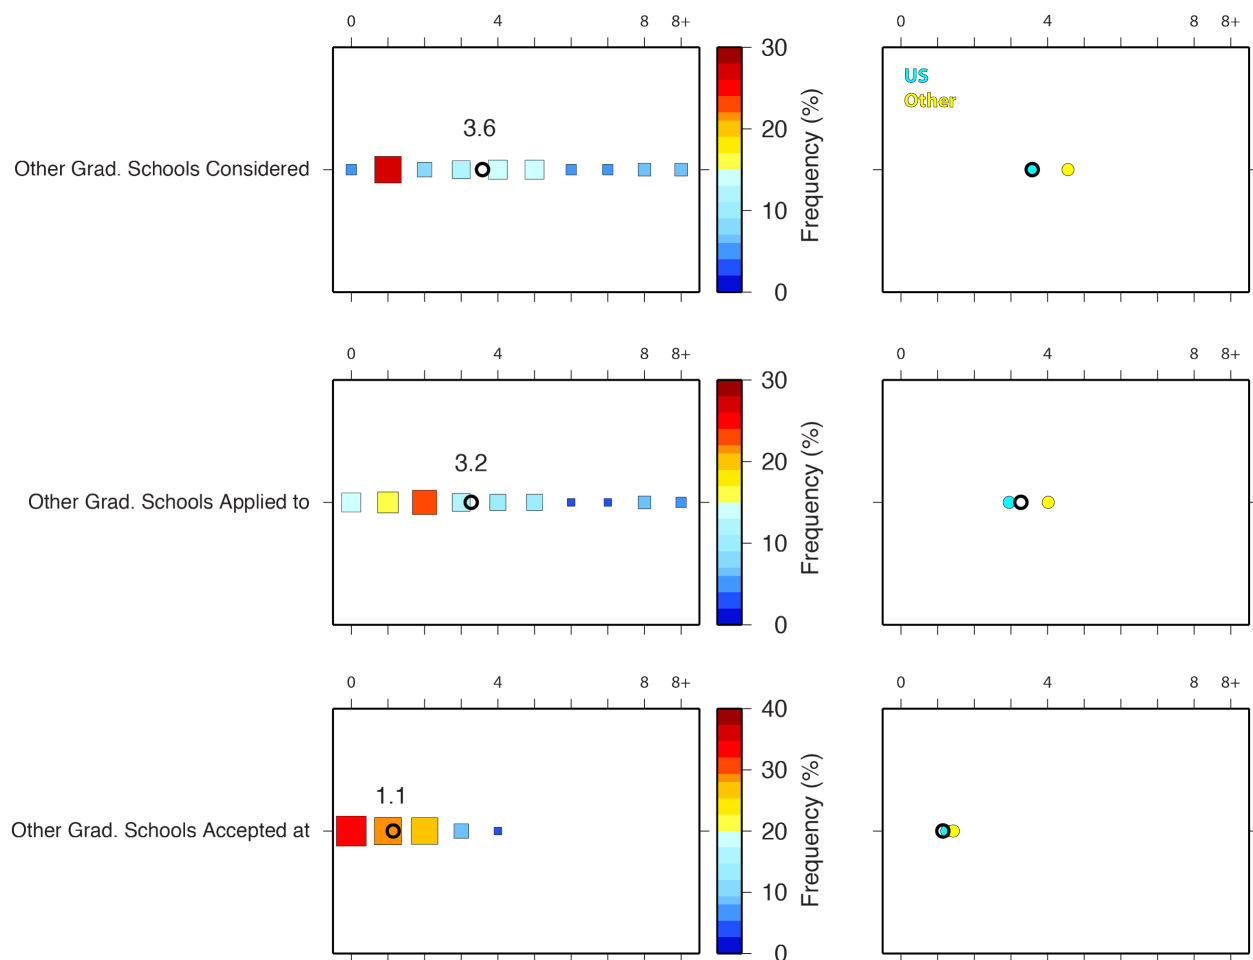 0 4 8 8+ 0 4 8 8+
30
US
Other
3.6
20
Other Grad. Schools Considered
Frequency (%)
10
0
0 4 8 8+ 0 4 8 8+
30
3.2
20
Other Grad. Schools Applied to
Frequency (%)
10
0
0 4 8 8+ 0 4 8 8+
40
30
1.1
20
Other Grad. Schools Accepted at
Frequency (%)
10
0